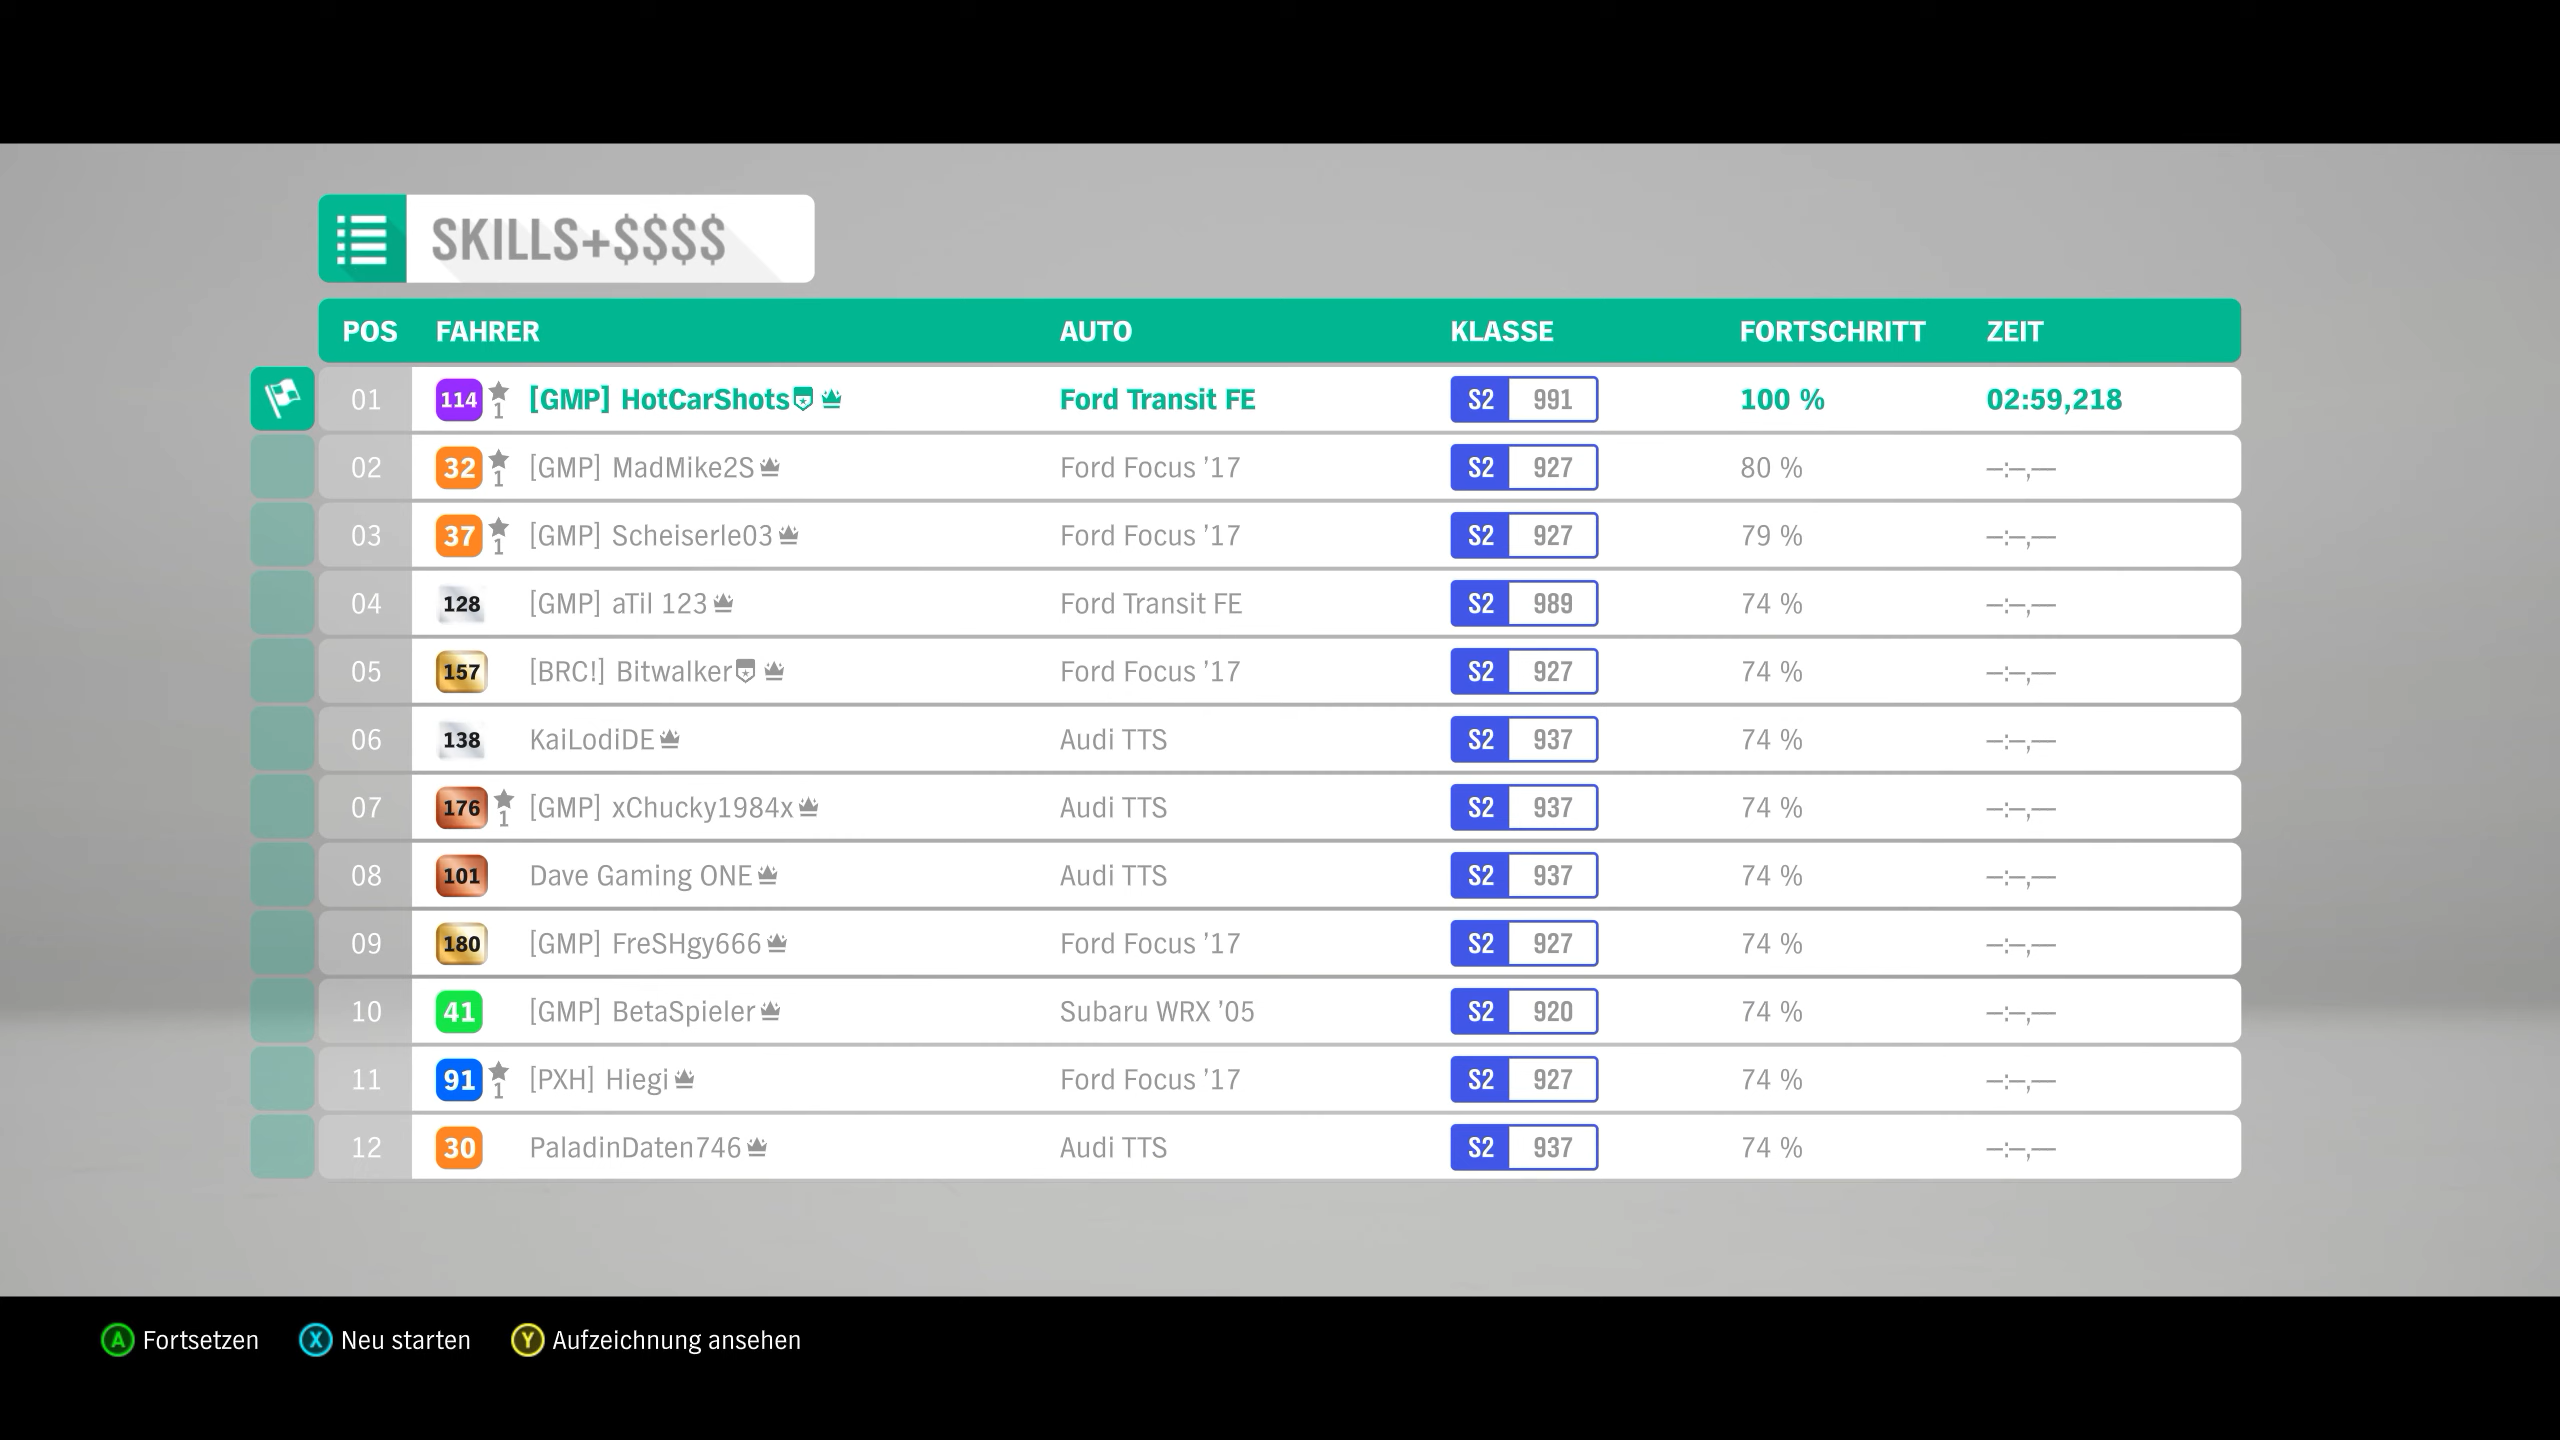 SKILLS+$$$$
POS FAHRER AUTO KLASSE FORTSCHRITT ZEIT
01 114 1 [GMP] HotCarShots Ford Transit FE S2 991 100 % 02:59,218
02 32 1 [GMP] MadMike2S Ford Focus ’17 S2 927 80 % –:–,––
03 37 1 [GMP] Scheiserle03 Ford Focus ’17 S2 927 79 % –:–,––
04 128 [GMP] aTil 123 Ford Transit FE S2 989 74 % –:–,––
05 157 [BRC!] Bitwalker Ford Focus ’17 S2 927 74 % –:–,––
06 138 KaiLodiDE Audi TTS S2 937 74 % –:–,––
07 176 1 [GMP] xChucky1984x Audi TTS S2 937 74 % –:–,––
08 101 Dave Gaming ONE Audi TTS S2 937 74 % –:–,––
09 180 [GMP] FreSHgy666 Ford Focus ’17 S2 927 74 % –:–,––
10 41 [GMP] BetaSpieler Subaru WRX ’05 S2 920 74 % –:–,––
11 91 1 [PXH] Hiegi Ford Focus ’17 S2 927 74 % –:–,––
12 30 PaladinDaten746 Audi TTS S2 937 74 % –:–,––
A Fortsetzen X Neu starten Y Aufzeichnung ansehen